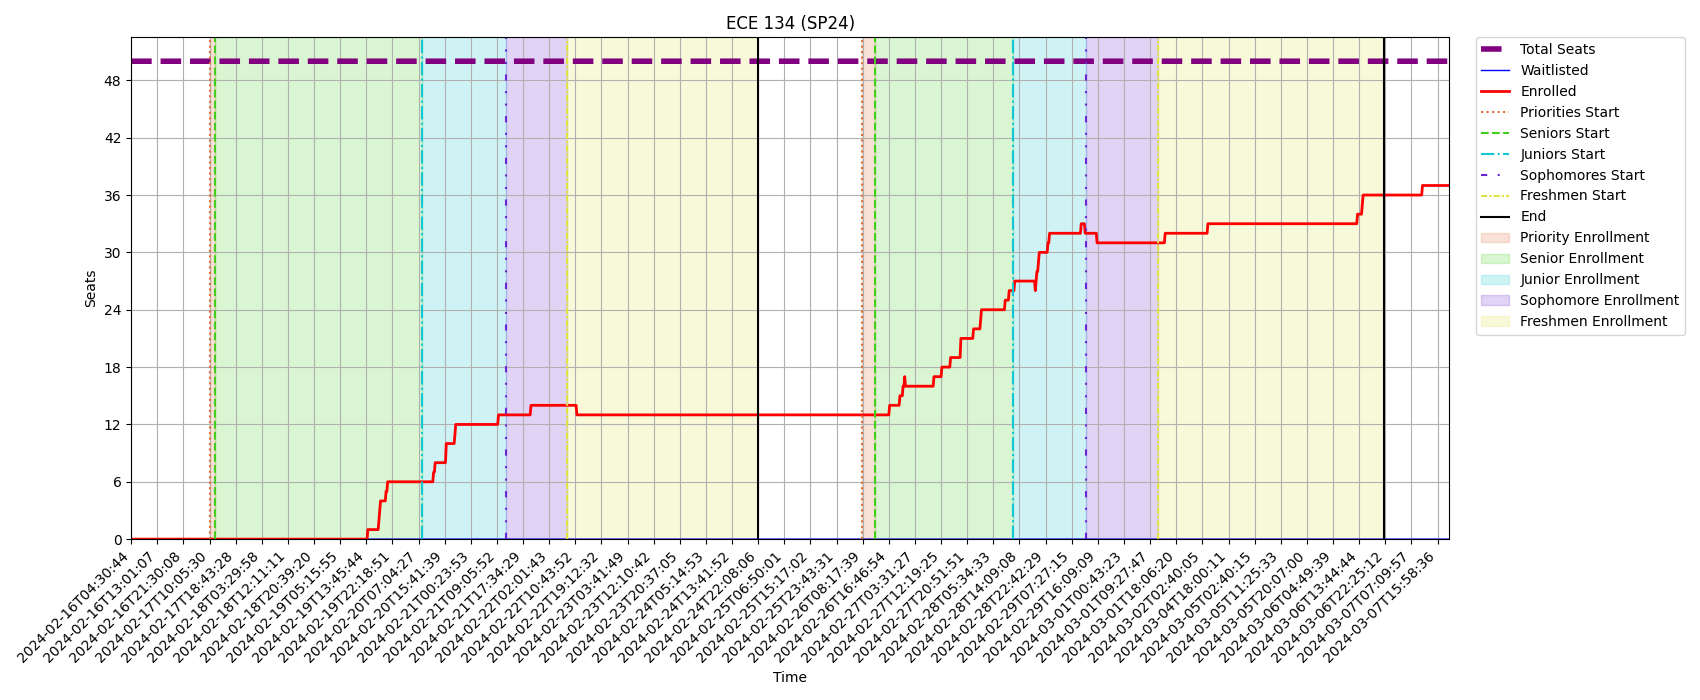 ECE 134 (SP24)
Seats
48
42
36
30
24
18
12
6
0
2024-02-16T04:30:44
2024-02-16T13:01:07
2024-02-16T21:30:08
2024-02-17T10:05:30
2024-02-17T18:43:28
2024-02-18T03:29:58
2024-02-18T12:11:11
2024-02-18T20:39:20
2024-02-19T05:15:55
2024-02-19T13:45:44
2024-02-19T22:18:51
2024-02-20T07:04:27
2024-02-20T15:41:39
2024-02-21T00:23:53
2024-02-21T09:05:52
2024-02-21T17:34:29
2024-02-22T02:01:43
2024-02-22T10:43:52
2024-02-22T19:12:32
2024-02-23T03:41:49
2024-02-23T12:10:42
2024-02-23T20:37:05
2024-02-24T05:14:53
2024-02-24T13:41:52
2024-02-24T22:08:06
2024-02-25T06:50:01
2024-02-25T15:17:02
2024-02-25T23:43:31
2024-02-26T08:17:39
2024-02-26T16:46:54
2024-02-27T03:31:27
2024-02-27T12:19:25
2024-02-27T20:51:51
2024-02-28T05:34:33
2024-02-28T14:09:08
2024-02-28T22:42:29
2024-02-29T07:27:15
2024-02-29T16:09:09
2024-03-01T00:43:23
2024-03-01T09:27:47
2024-03-01T18:06:20
2024-03-02T02:40:05
2024-03-04T18:00:11
2024-03-05T02:40:15
2024-03-05T11:25:33
2024-03-05T20:07:00
2024-03-06T04:49:39
2024-03-06T13:44:44
2024-03-06T22:25:12
2024-03-07T07:09:57
2024-03-07T15:58:36
Time
Total Seats
Waitlisted
Enrolled
Priorities Start
Seniors Start
Juniors Start
Sophomores Start
Freshmen Start
End
Priority Enrollment
Senior Enrollment
Junior Enrollment
Sophomore Enrollment
Freshmen Enrollment